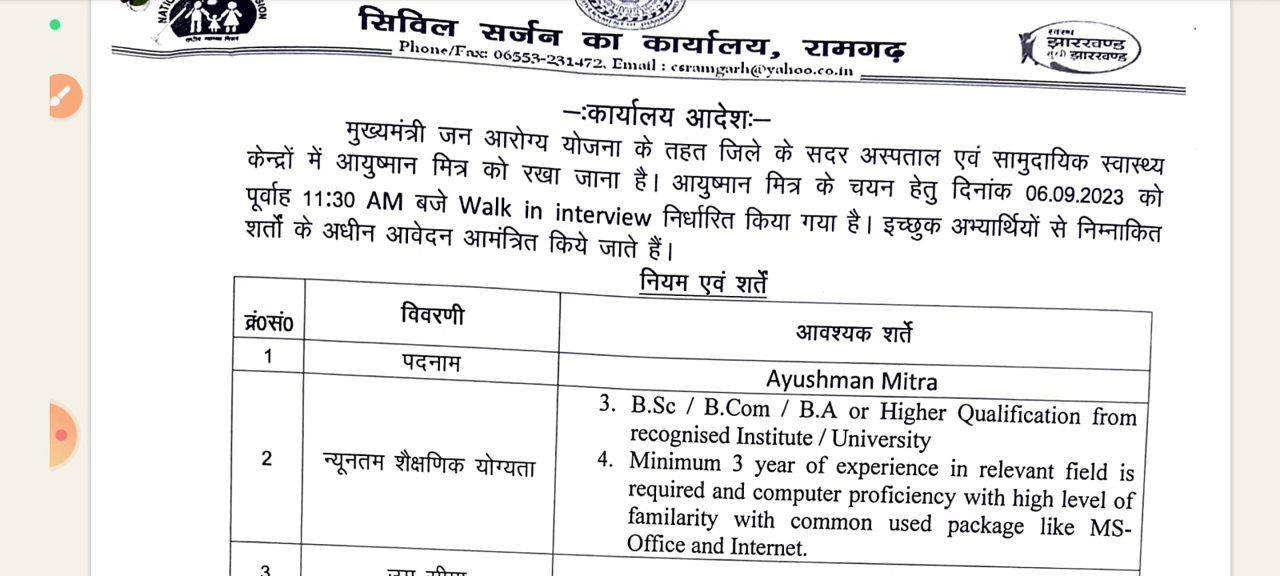 सिविल सर्जन का कार्यालय, रामगढ़
Phone/Fax: 06553-231472, Email : csramgarh@yahoo.co.in
स्वस्थ
झारखण्ड
सुखी झारखण्ड
–:कार्यालय आदेशः–
मुख्यमंत्री जन आरोग्य योजना के तहत जिले के सदर अस्पताल एवं सामुदायिक स्वास्थ्य
केन्द्रों में आयुष्मान मित्र को रखा जाना है। आयुष्मान मित्र के चयन हेतु दिनांक 06.09.2023 को
पूर्वाह 11:30 AM बजे Walk in interview निर्धारित किया गया है। इच्छुक अभ्यार्थियों से निम्नाकित
शर्तों के अधीन आवेदन आमंत्रित किये जाते हैं।
नियम एवं शर्ते
क्रं०सं० विवरणी आवश्यक शर्ते
1 पदनाम Ayushman Mitra
2 न्यूनतम शैक्षणिक योग्यता
3. B.Sc / B.Com / B.A or Higher Qualification from
recognised Institute / University
4. Minimum 3 year of experience in relevant field is
required and computer proficiency with high level of
familarity with common used package like MS-
Office and Internet.
3